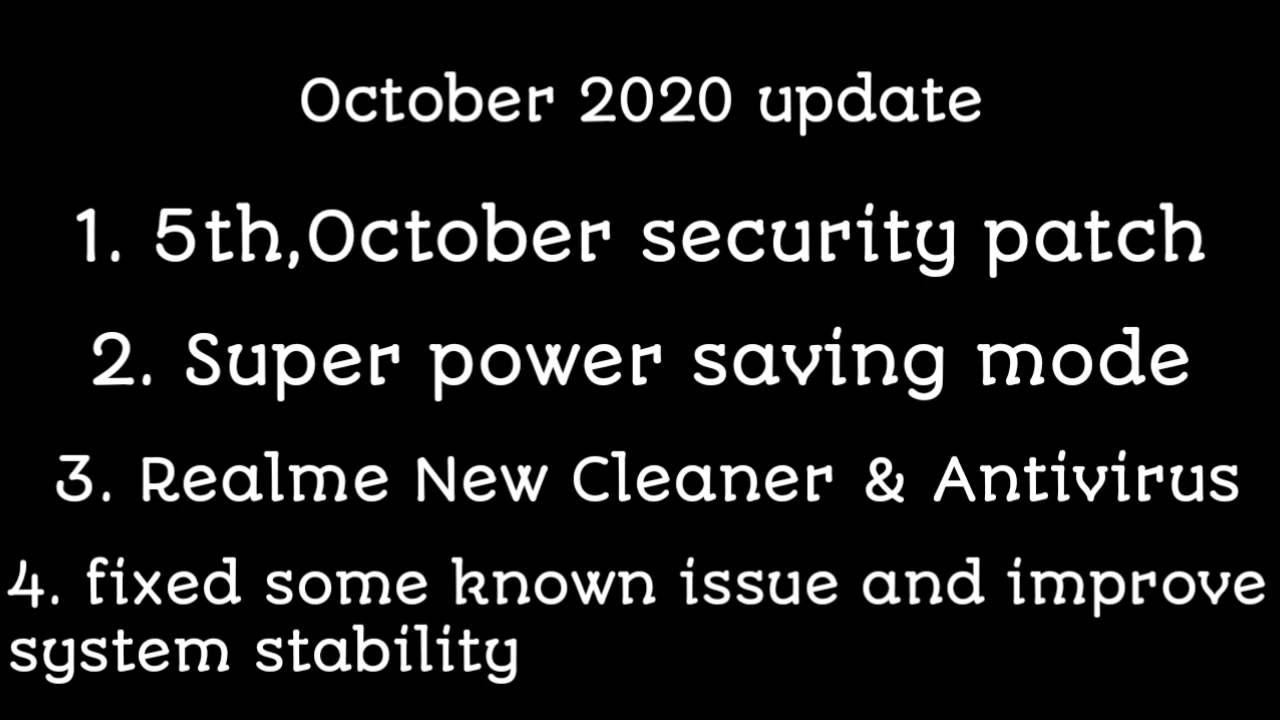 October 2020 update
1. 5th,October security patch
2. Super power saving mode
3. Realme New Cleaner & Antivirus
4. fixed some known issue and improve
system stability